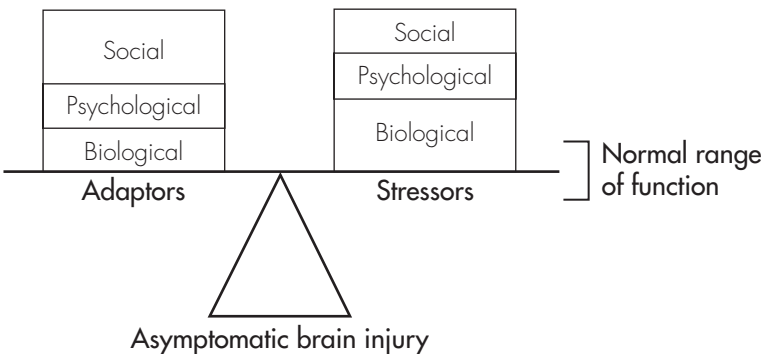 Social
Psychological
Biological
Adaptors
Social
Psychological
Biological
Stressors
Normal range
of function
Asymptomatic brain injury